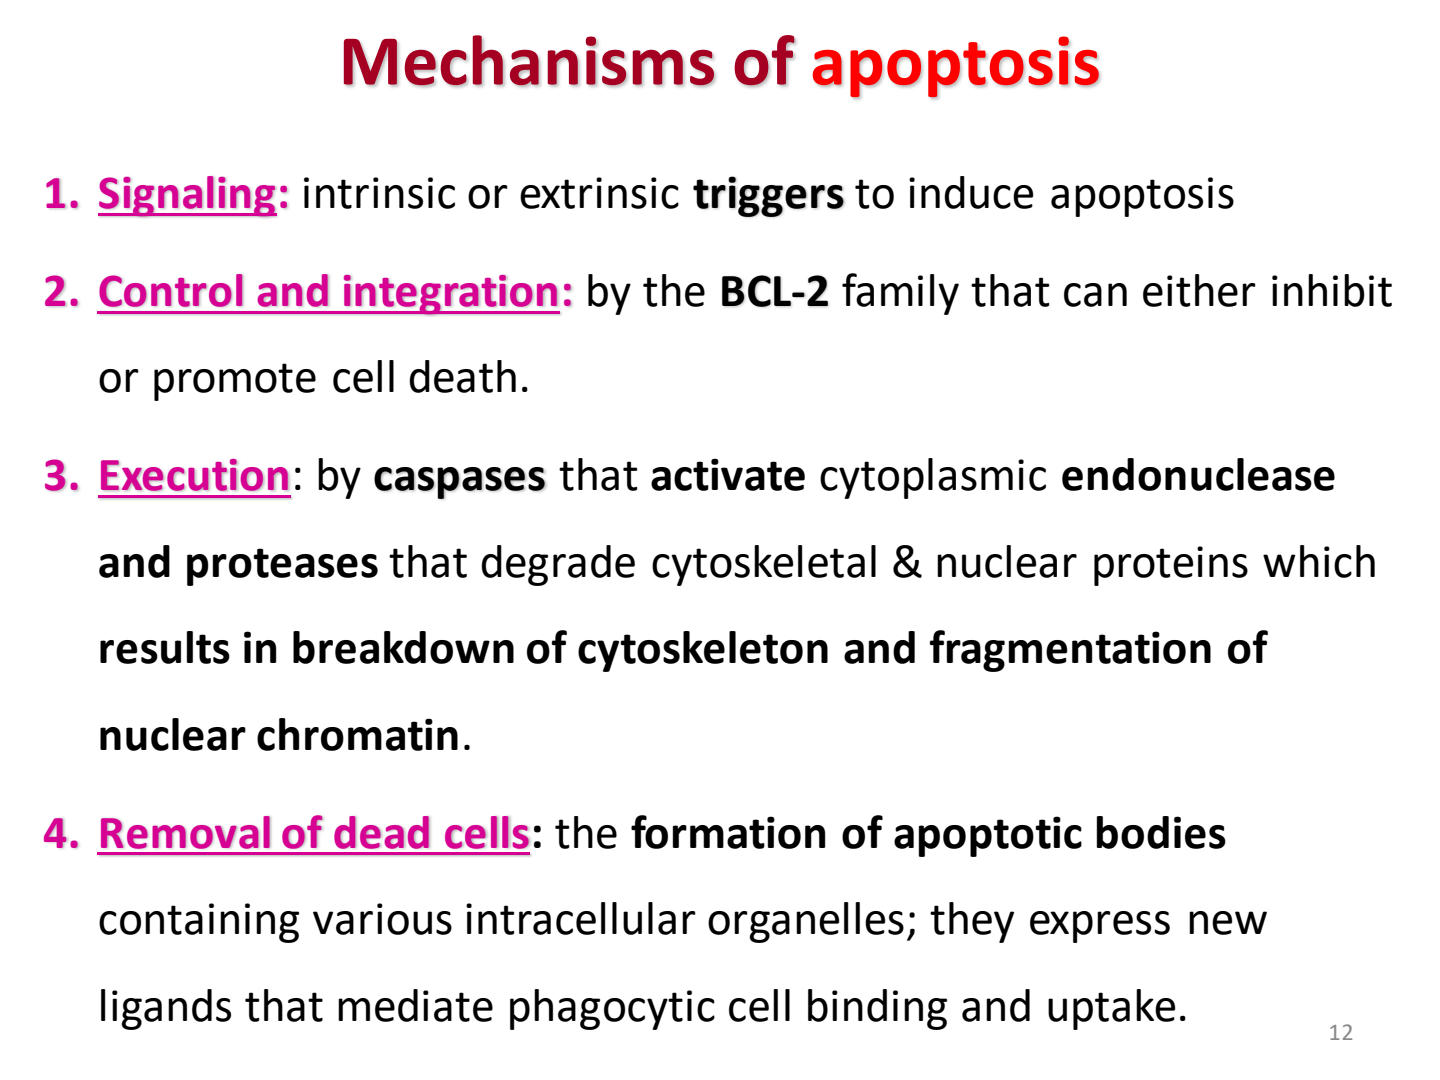 Mechanisms of apoptosis
1. Signaling: intrinsic or extrinsic triggers to induce apoptosis
2. Control and integration: by the BCL-2 family that can either inhibit
or promote cell death.
3. Execution: by caspases that activate cytoplasmic endonuclease
and proteases that degrade cytoskeletal & nuclear proteins which
results in breakdown of cytoskeleton and fragmentation of
nuclear chromatin.
4. Removal of dead cells: the formation of apoptotic bodies
containing various intracellular organelles; they express new
ligands that mediate phagocytic cell binding and uptake.
12